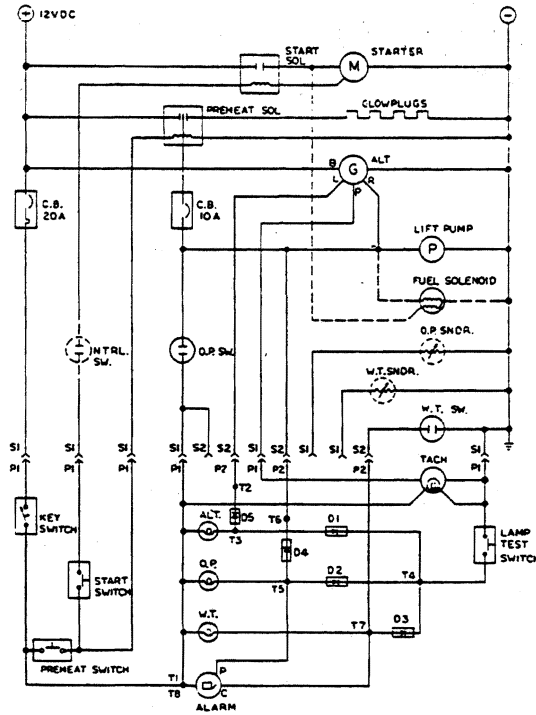 + 12VDC -
START SOL
STARTER
M
PREHEAT SOL
GLOWPLUGS
B
G
ALT
L
P
R
C.B. 20A
C.B. 10A
LIFT PUMP
P
FUEL SOLENOID
INTRL. SW.
O.P. SW.
O.P. SNDR.
W.T. SNDR.
W.T. SW.
S1 S1 S1 S1 S2 S2 S1 S2 S1 S1 S2 S1
P1 P1 P1 P1 P2 P1 P2 P2 P1
TACH
T2
KEY SWITCH
ALT.
D5
T6
D1
T3
LAMP TEST SWITCH
D4
START SWITCH
O.P.
D2
T5
T4
W.T.
T7
D3
PREHEAT SWITCH
T1
T8
P
C
ALARM